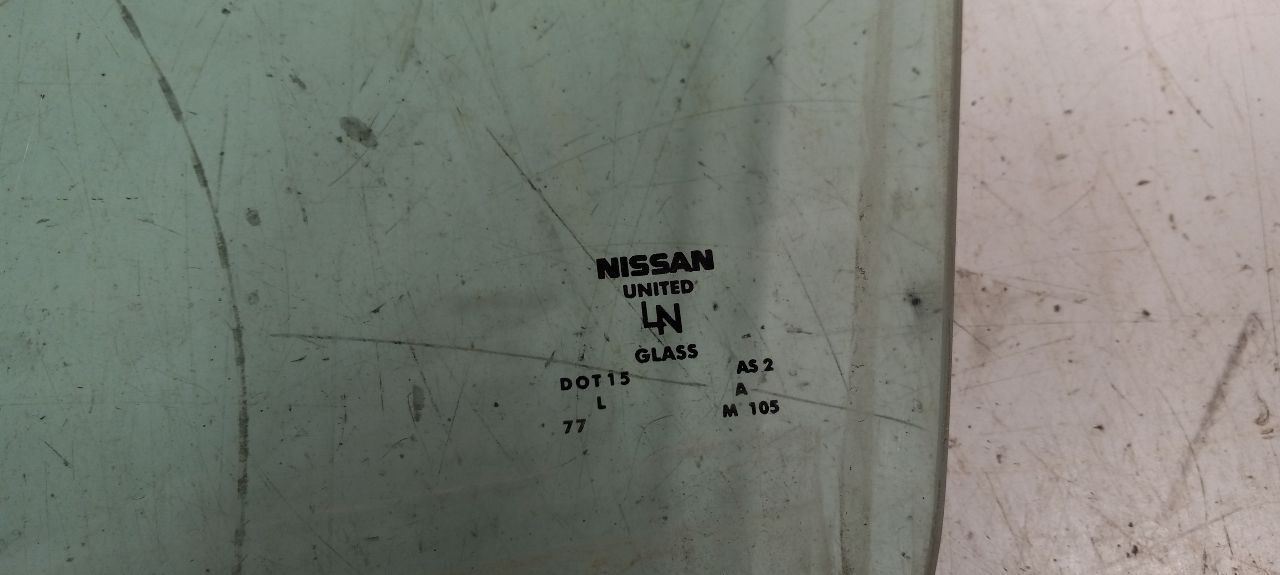 NISSAN
UNITED
LN
GLASS
DOT 15 AS 2
L A
77 M 105